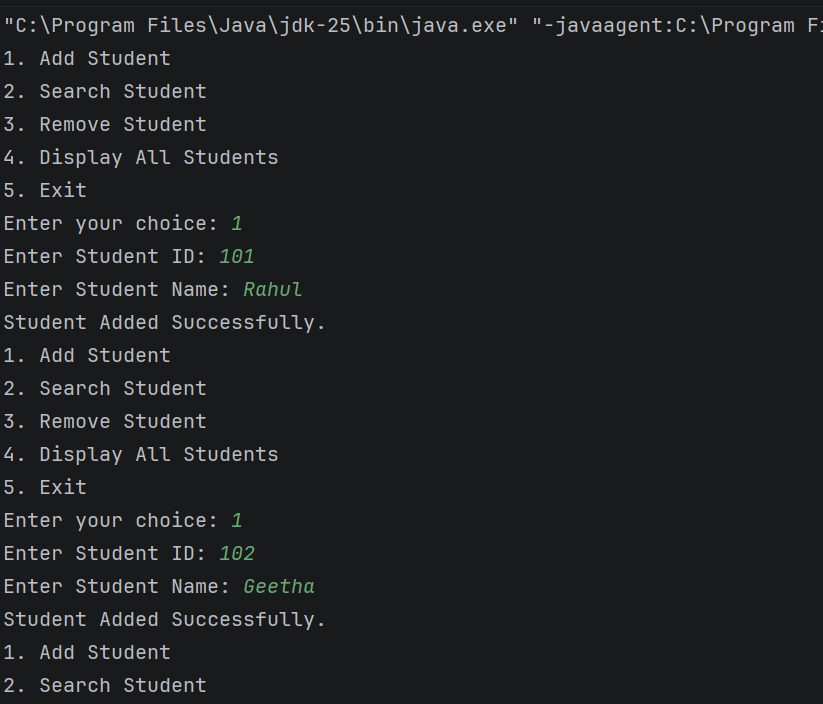 "C:\Program Files\Java\jdk-25\bin\java.exe" "-javaagent:C:\Program
1. Add Student
2. Search Student
3. Remove Student
4. Display All Students
5. Exit
Enter your choice: 1
Enter Student ID: 101
Enter Student Name: Rahul
Student Added Successfully.
1. Add Student
2. Search Student
3. Remove Student
4. Display All Students
5. Exit
Enter your choice: 1
Enter Student ID: 102
Enter Student Name: Geetha
Student Added Successfully.
1. Add Student
2. Search Student